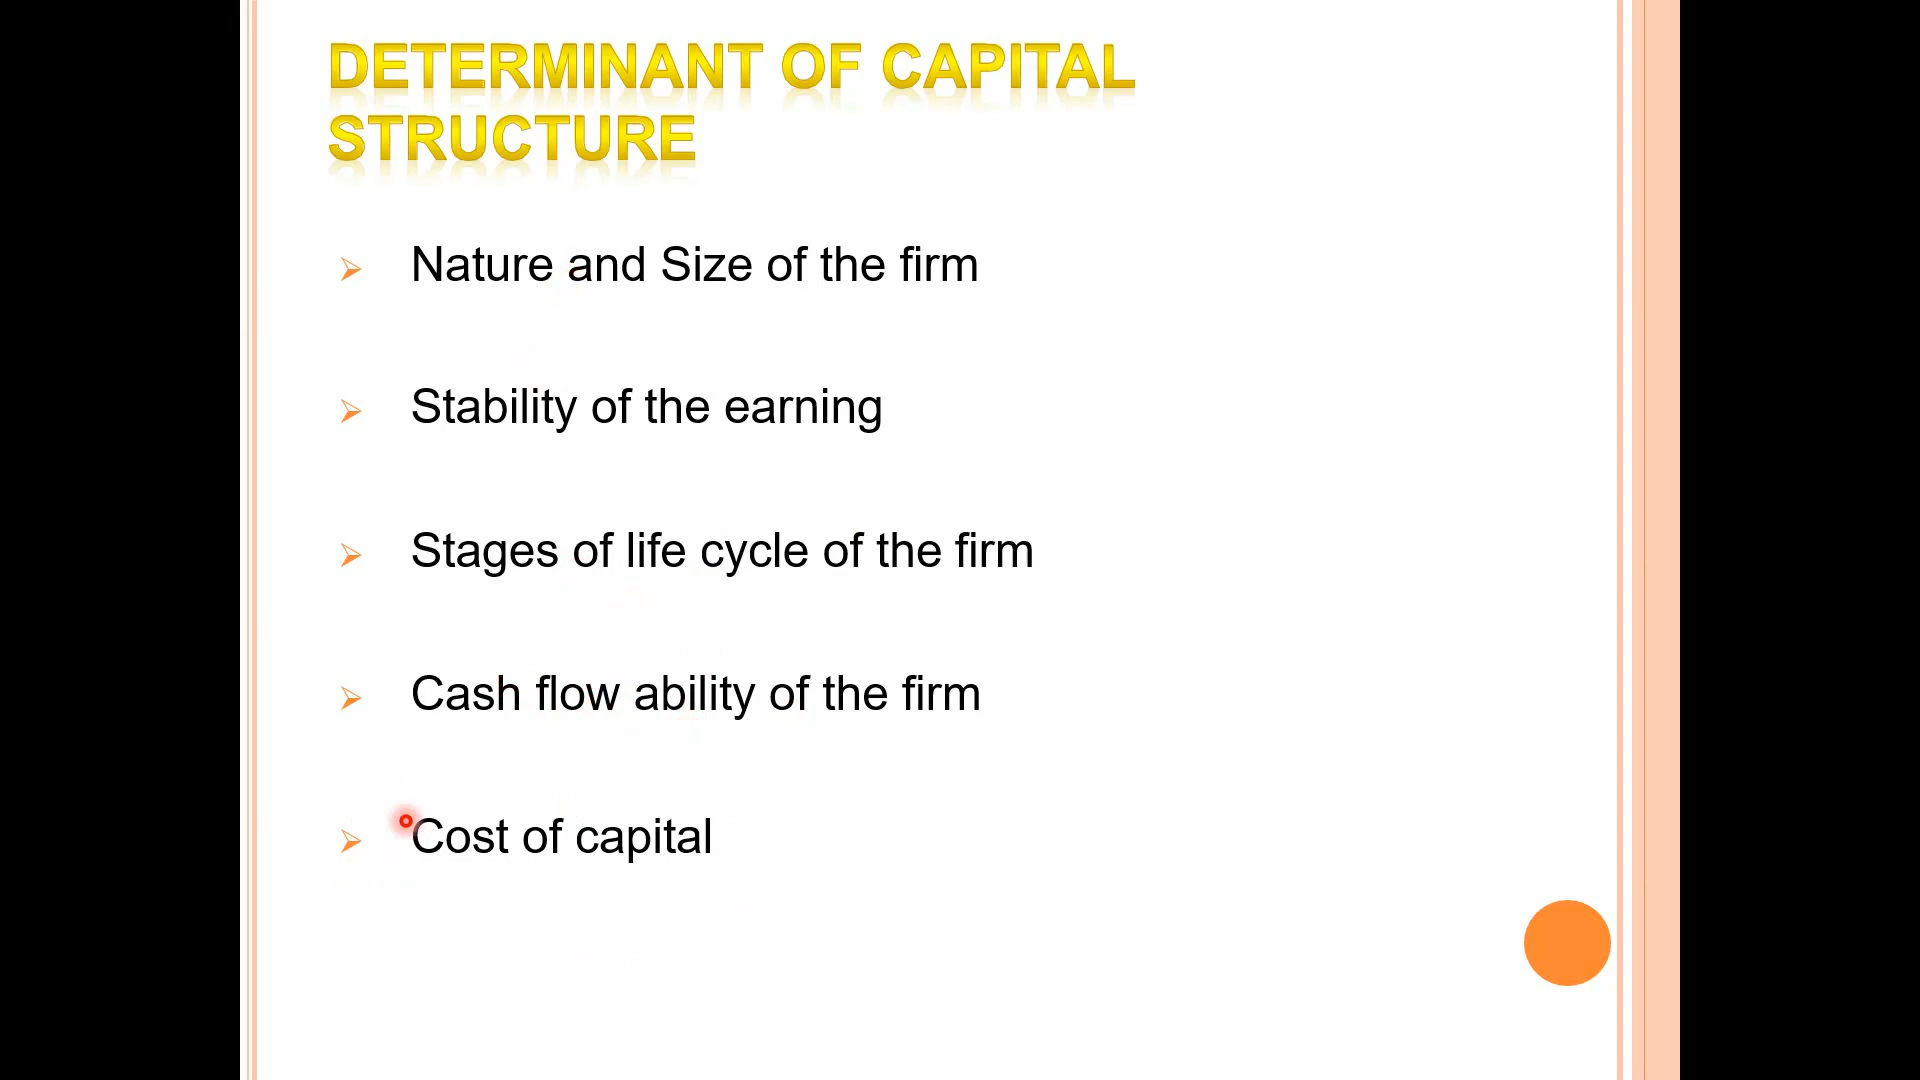 DETERMINANT OF CAPITAL
STRUCTURE
Nature and Size of the firm
Stability of the earning
Stages of life cycle of the firm
Cash flow ability of the firm
Cost of capital